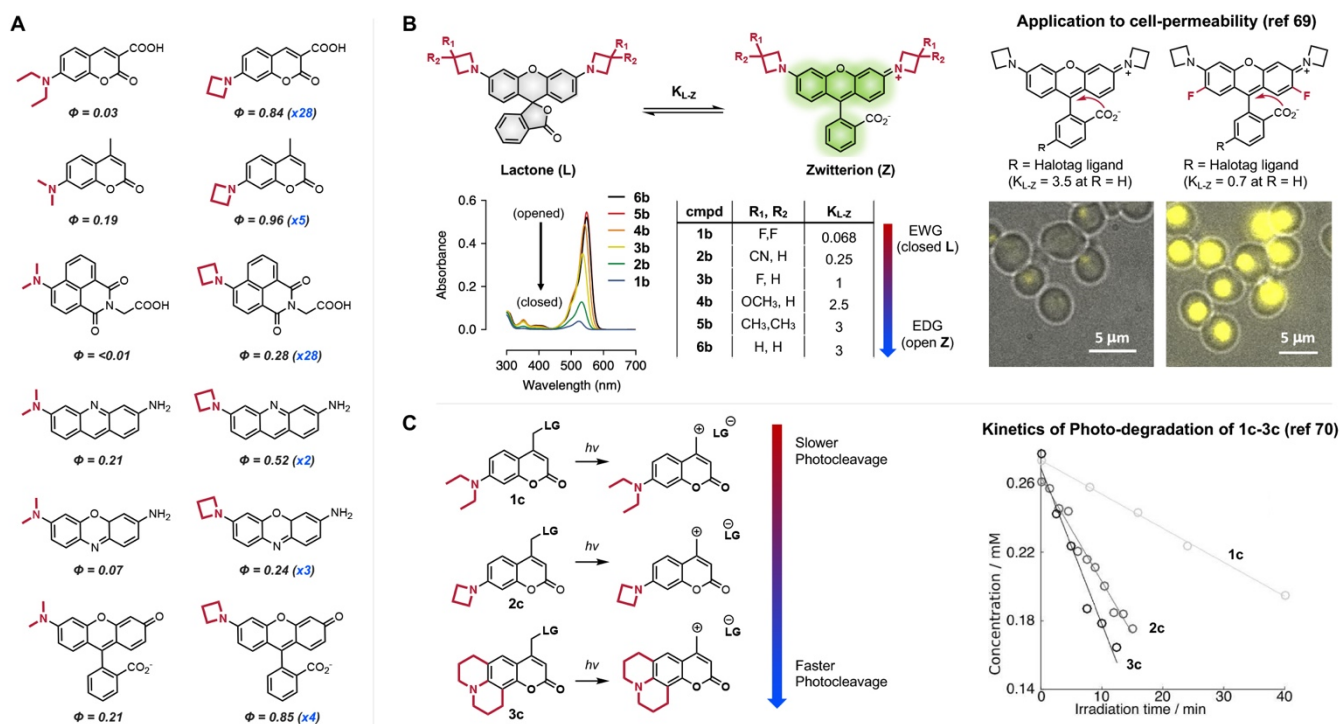 A
COOH
N
O
O
Φ = 0.03
COOH
N
O
O
Φ = 0.84 (x28)
N
O
O
Φ = 0.19
N
O
O
Φ = 0.96 (x5)
N
O
N
COOH
O
Φ = <0.01
N
O
N
COOH
O
Φ = 0.28 (x28)
N
N
NH2
Φ = 0.21
N
N
NH2
Φ = 0.52 (x2)
N
O
N
NH2
Φ = 0.07
N
O
N
NH2
Φ = 0.24 (x3)
N
O
O
CO2-
Φ = 0.21
N
O
O
CO2-
Φ = 0.85 (x4)
B
R1
R2
N
O
N
R1
R2
O
O
Lactone (L)
KL-Z
R1
R2
N
O
N
+
R1
R2
CO2-
Zwitterion (Z)
Absorbance
0.6
0.4
0.2
0.0
300 400 500 600 700
Wavelength (nm)
(opened)
(closed)
6b
5b
4b
3b
2b
1b
cmpd R1, R2 KL-Z
1b F,F 0.068
2b CN, H 0.25
3b F, H 1
4b OCH3, H 2.5
5b CH3,CH3 3
6b H, H 3
EWG
(closed L)
EDG
(open Z)
Application to cell-permeability (ref 69)
N
O
N
+
CO2-
R
R = Halotag ligand
(KL-Z = 3.5 at R = H)
N
O
N
+
F
F
CO2-
R
R = Halotag ligand
(KL-Z = 0.7 at R = H)
5 μm
5 μm
C
LG
N
O
O
1c
hv
⊕
⊖
LG
N
O
O
LG
N
O
O
2c
hv
⊕
⊖
LG
N
O
O
LG
N
O
O
3c
hv
⊕
⊖
LG
N
O
O
Slower
Photocleavage
Faster
Photocleavage
Kinetics of Photo-degradation of 1c-3c (ref 70)
Concentration / mM
0.26
0.22
0.18
0.14
0 20 40
Irradiation time / min
1c
2c
3c